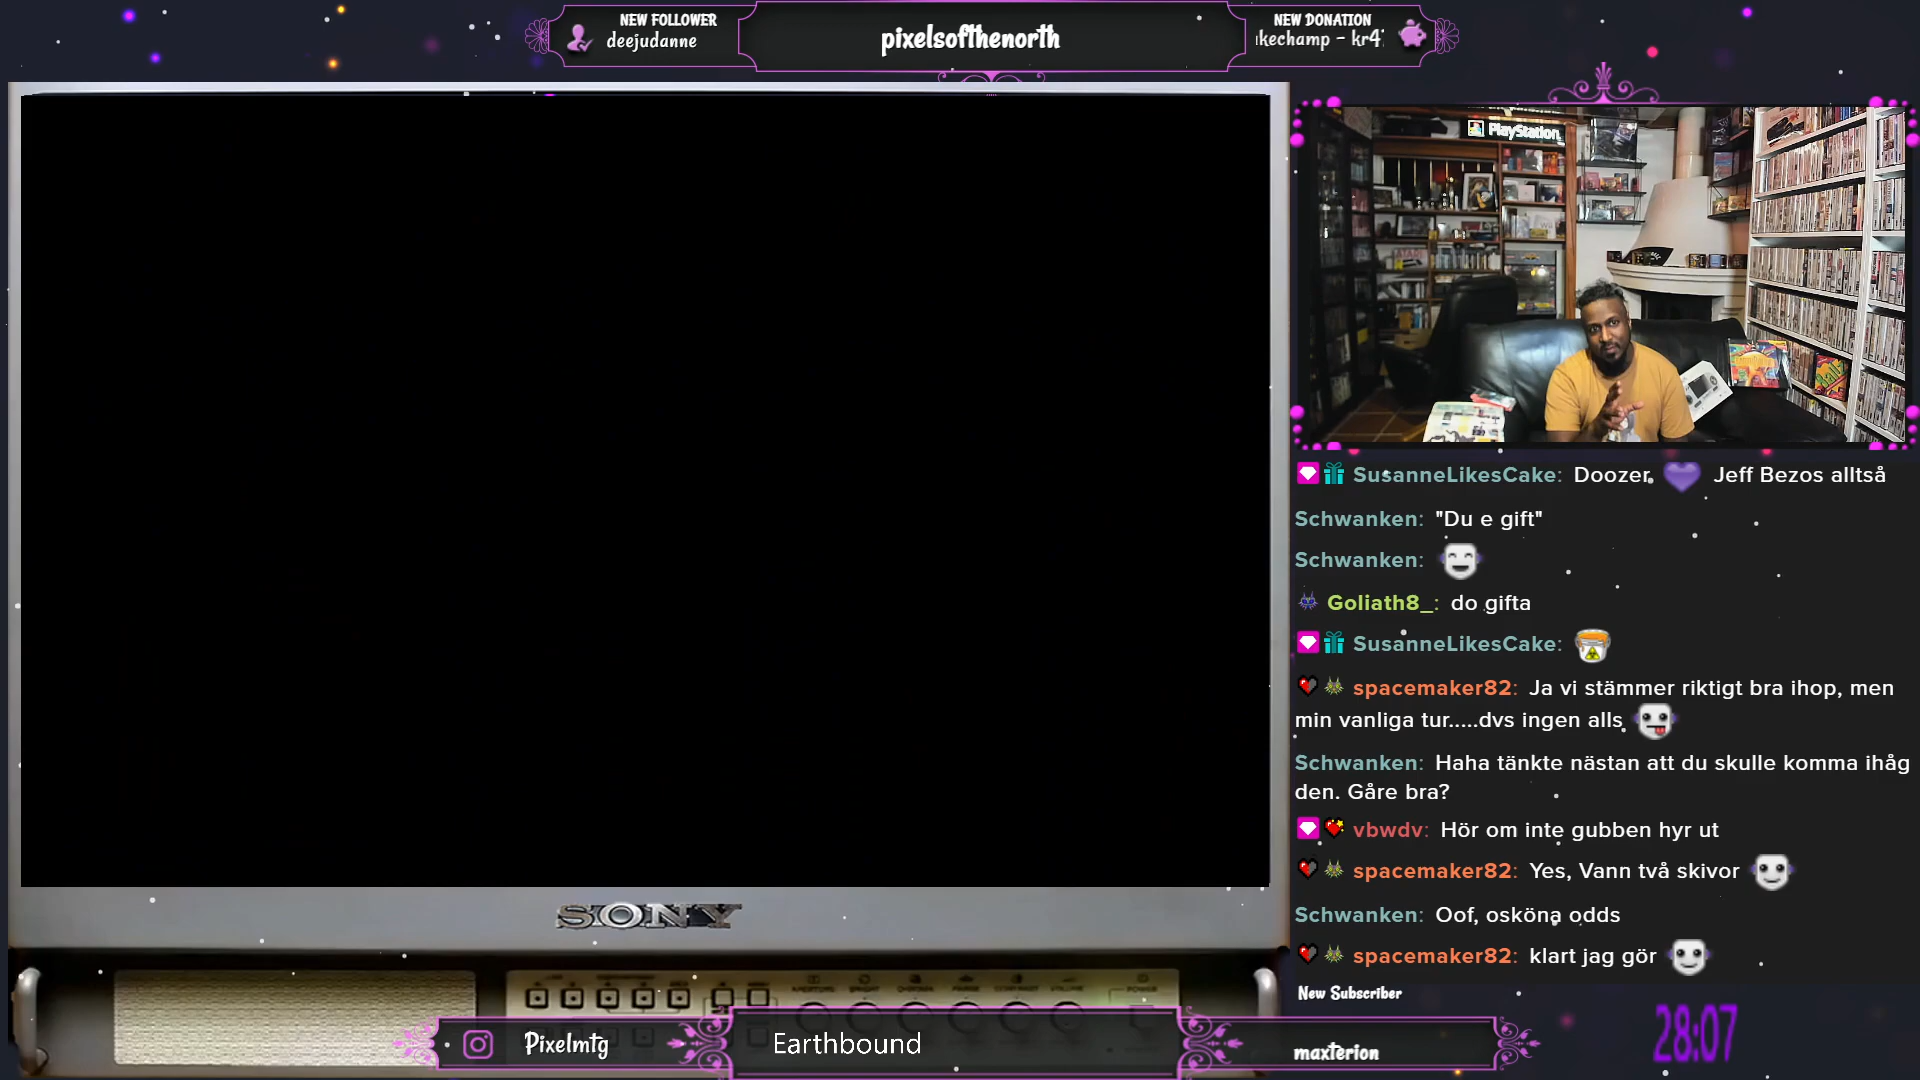 NEW FOLLOWER
deejudanne
pixelsofthenorth
NEW DONATION
PlayStation
SusanneLikesCake: Doozer Jeff Bezos alltså
Schwanken: "Du e gift"
Schwanken:
Goliath8_: do gifta
SusanneLikesCake:
spacemaker82: Ja vi stämmer riktigt bra ihop, men
min vanliga tur.....dvs ingen alls
Schwanken: Haha tänkte nästan att du skulle komma ihåg
den. Gåre bra?
vbwdv: Hör om inte gubben hyr ut
spacemaker82: Yes, Vann två skivor
Schwanken: Oof, osköna odds
spacemaker82: klart jag gör
SONY
New Subscriber
Pixelmtg
Earthbound
maxterion
28:07